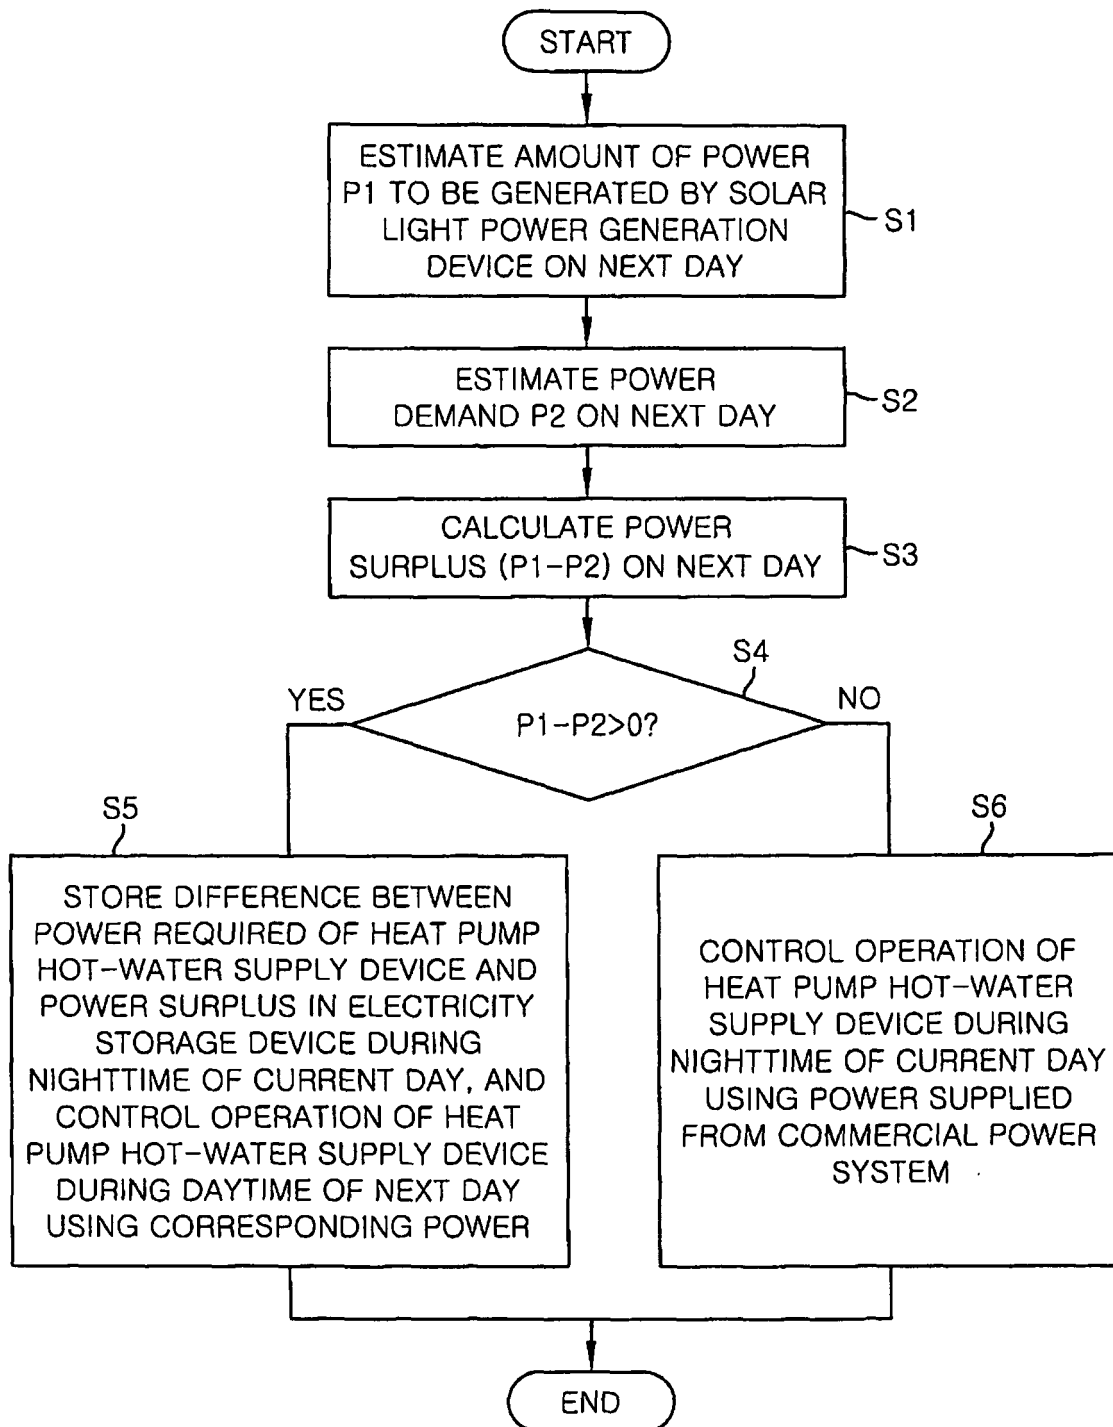 START
ESTIMATE AMOUNT OF POWER
P1 TO BE GENERATED BY SOLAR
LIGHT POWER GENERATION
DEVICE ON NEXT DAY
S1
ESTIMATE POWER
DEMAND P2 ON NEXT DAY
S2
CALCULATE POWER
SURPLUS (P1-P2) ON NEXT DAY
S3
S4
YES
P1-P2>0?
NO
S5
STORE DIFFERENCE BETWEEN
POWER REQUIRED OF HEAT PUMP
HOT-WATER SUPPLY DEVICE AND
POWER SURPLUS IN ELECTRICITY
STORAGE DEVICE DURING
NIGHTTIME OF CURRENT DAY, AND
CONTROL OPERATION OF HEAT
PUMP HOT-WATER SUPPLY DEVICE
DURING DAYTIME OF NEXT DAY
USING CORRESPONDING POWER
S6
CONTROL OPERATION OF
HEAT PUMP HOT-WATER
SUPPLY DEVICE DURING
NIGHTTIME OF CURRENT DAY
USING POWER SUPPLIED
FROM COMMERCIAL POWER
SYSTEM
END